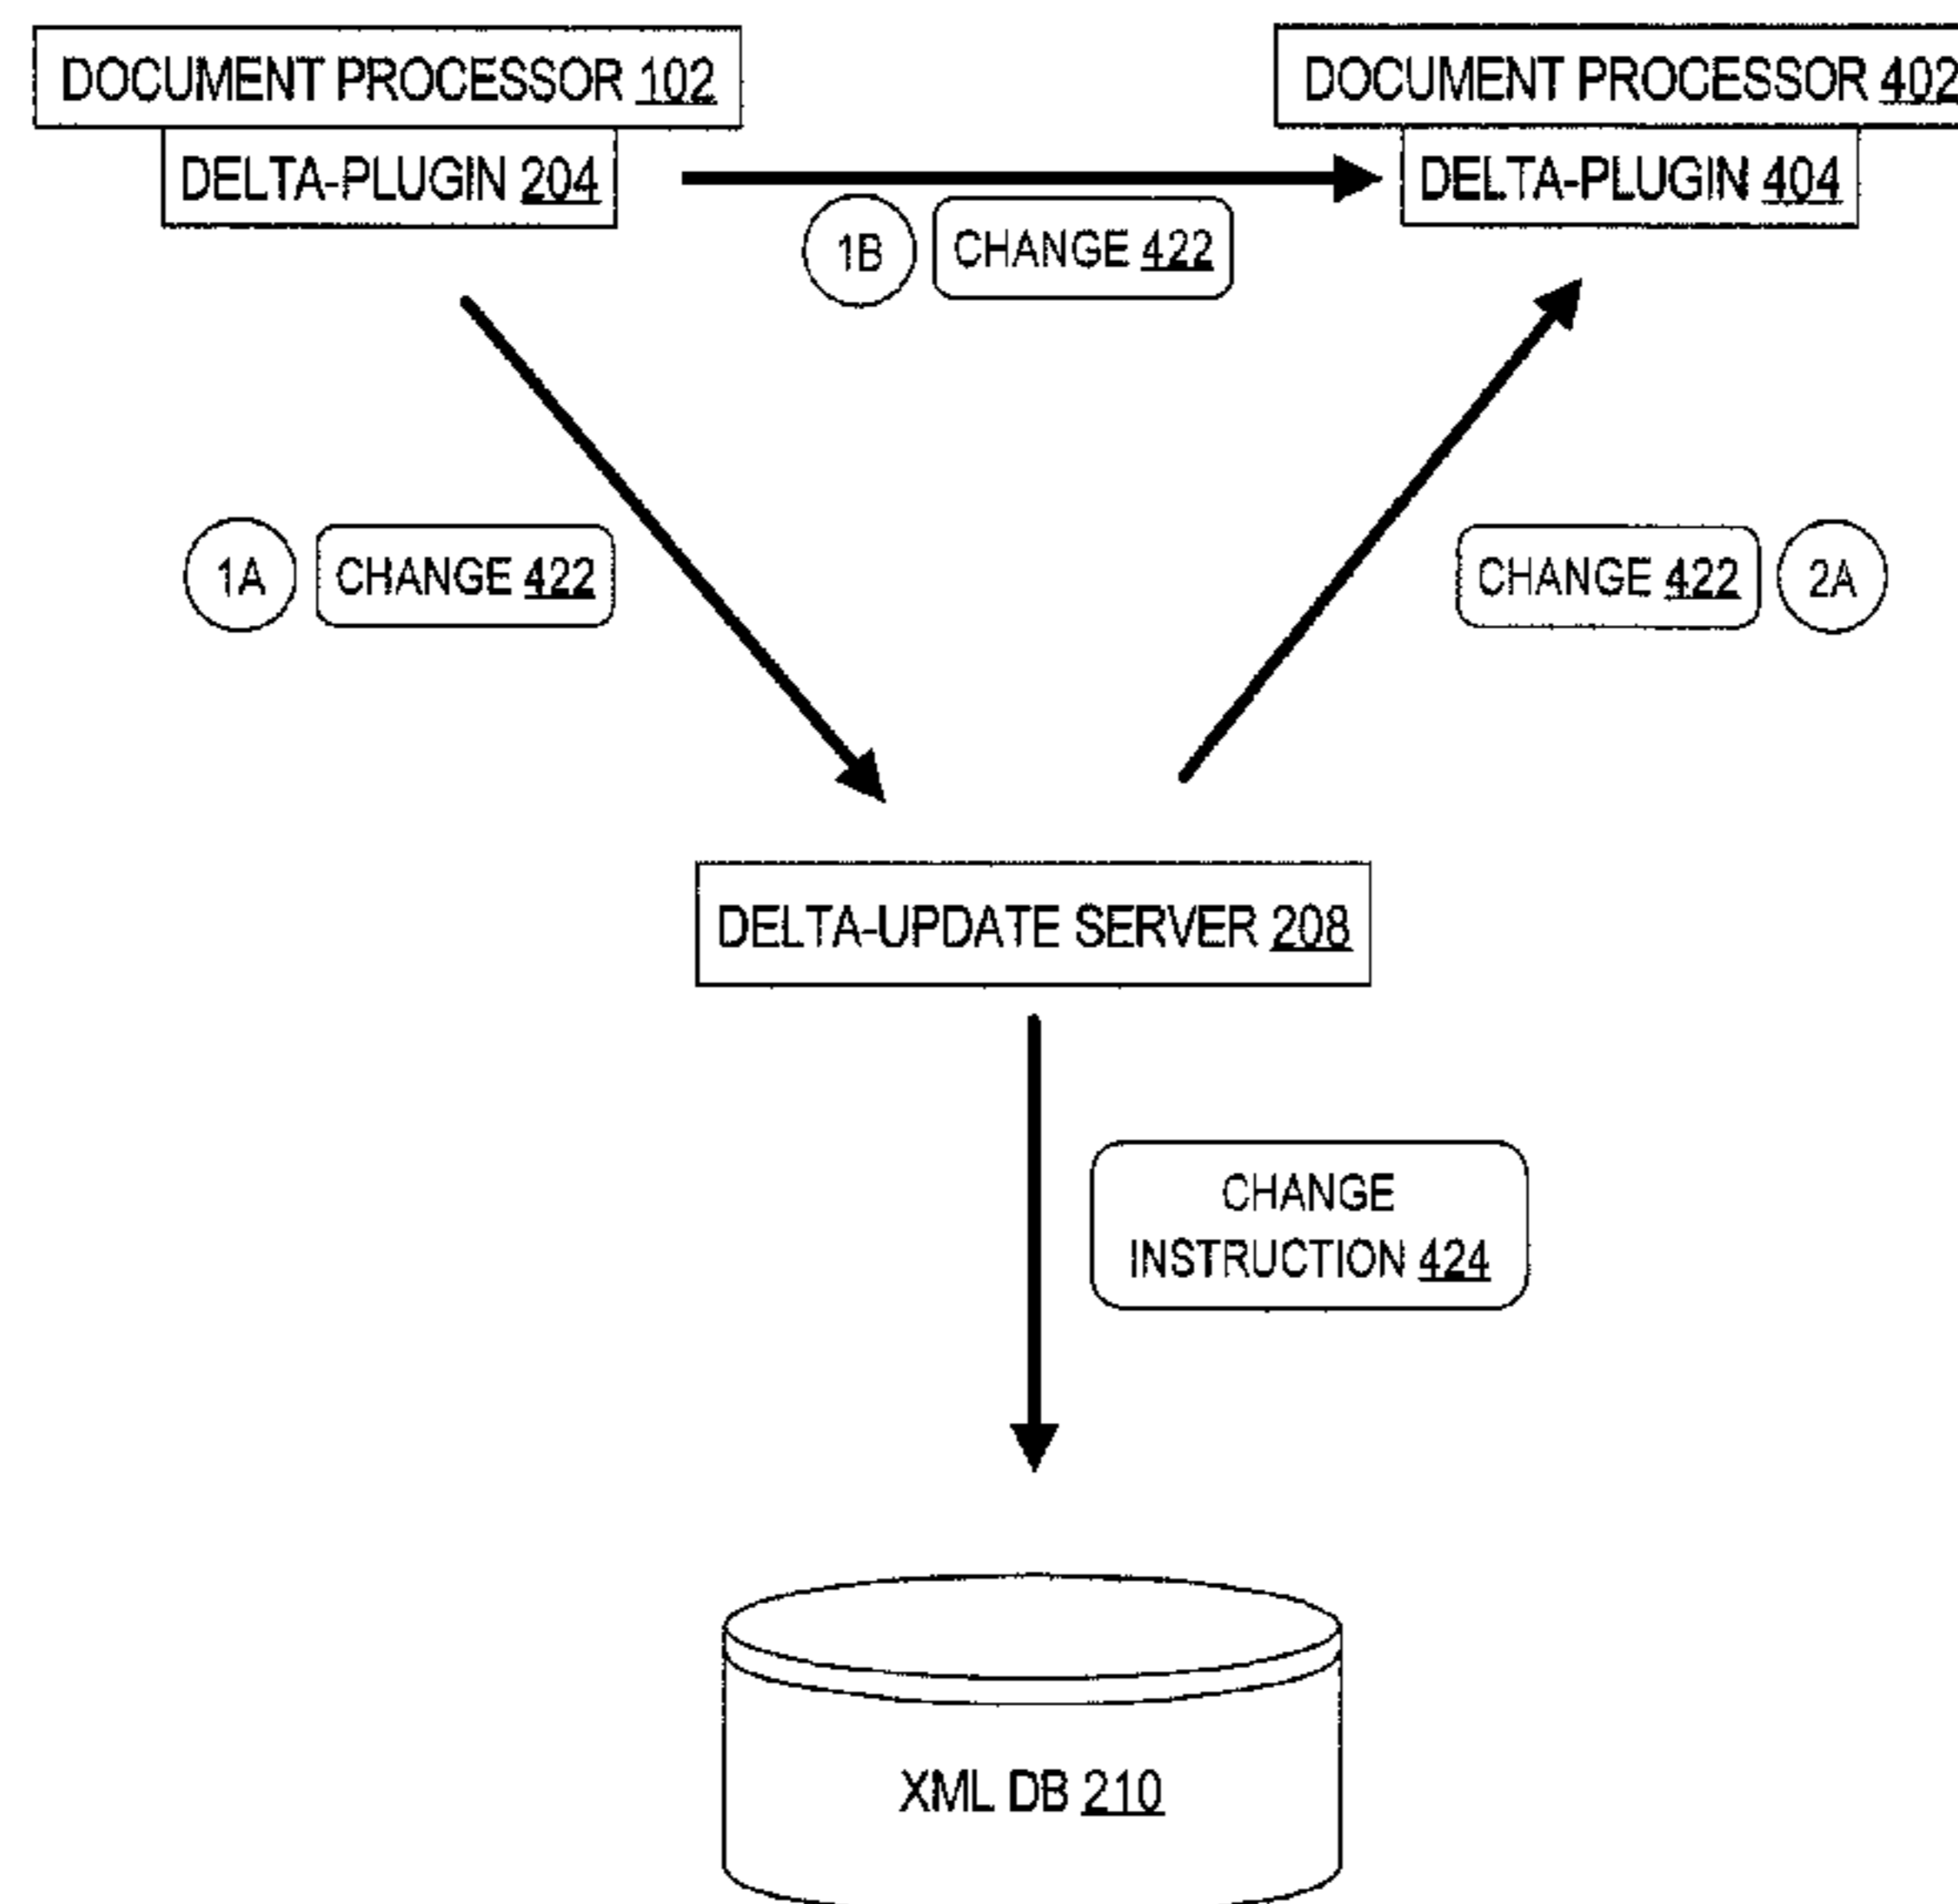 DOCUMENT PROCESSOR 102
DOCUMENT PROCESSOR 402
DELTA-PLUGIN 204
DELTA-PLUGIN 404
1B
CHANGE 422
1A
CHANGE 422
CHANGE 422
2A
DELTA-UPDATE SERVER 208
CHANGE
INSTRUCTION 424
XML DB 210